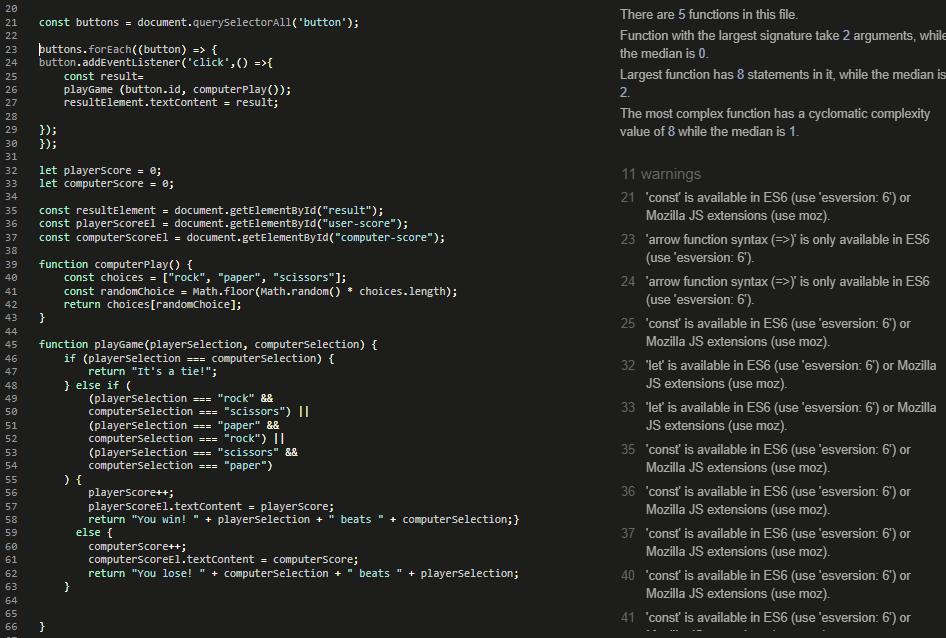 20
21 const buttons = document.querySelectorAll('button');
22
23 buttons.forEach((button) => {
24 button.addEventListener('click',() =>{
25 const result=
26 playGame (button.id, computerPlay());
27 resultElement.textContent = result;
28
29 });
30 });
31
32 let playerScore = 0;
33 let computerScore = 0;
34
35 const resultElement = document.getElementById("result");
36 const playerScoreEl = document.getElementById("user-score");
37 const computerScoreEl = document.getElementById("computer-score");
38
39 function computerPlay() {
40 const choices = ["rock", "paper", "scissors"];
41 const randomChoice = Math.floor(Math.random() * choices.length);
42 return choices[randomChoice];
43 }
44
45 function playGame(playerSelection, computerSelection) {
46 if (playerSelection === computerSelection) {
47 return "It's a tie!";
48 } else if (
49 (playerSelection === "rock" &&
50 computerSelection === "scissors") ||
51 (playerSelection === "paper" &&
52 computerSelection === "rock") ||
53 (playerSelection === "scissors" &&
54 computerSelection === "paper")
55 ) {
56 playerScore++;
57 playerScoreEl.textContent = playerScore;
58 return "You win! " + playerSelection + " beats " + computerSelection;}
59 else {
60 computerScore++;
61 computerScoreEl.textContent = computerScore;
62 return "You lose! " + computerSelection + " beats " + playerSelection;
63 }
64
65
66 }
There are 5 functions in this file.
Function with the largest signature take 2 arguments, while
the median is 0.
Largest function has 8 statements in it, while the median is
2.
The most complex function has a cyclomatic complexity
value of 8 while the median is 1.
11 warnings
21 'const' is available in ES6 (use 'esversion: 6') or
Mozilla JS extensions (use moz).
23 'arrow function syntax (=>)' is only available in ES6
(use 'esversion: 6').
24 'arrow function syntax (=>)' is only available in ES6
(use 'esversion: 6').
25 'const' is available in ES6 (use 'esversion: 6') or
Mozilla JS extensions (use moz).
32 'let' is available in ES6 (use 'esversion: 6') or Mozilla
JS extensions (use moz).
33 'let' is available in ES6 (use 'esversion: 6') or Mozilla
JS extensions (use moz).
35 'const' is available in ES6 (use 'esversion: 6') or
Mozilla JS extensions (use moz).
36 'const' is available in ES6 (use 'esversion: 6') or
Mozilla JS extensions (use moz).
37 'const' is available in ES6 (use 'esversion: 6') or
Mozilla JS extensions (use moz).
40 'const' is available in ES6 (use 'esversion: 6') or
Mozilla JS extensions (use moz).
41 'const' is available in ES6 (use 'esversion: 6') or